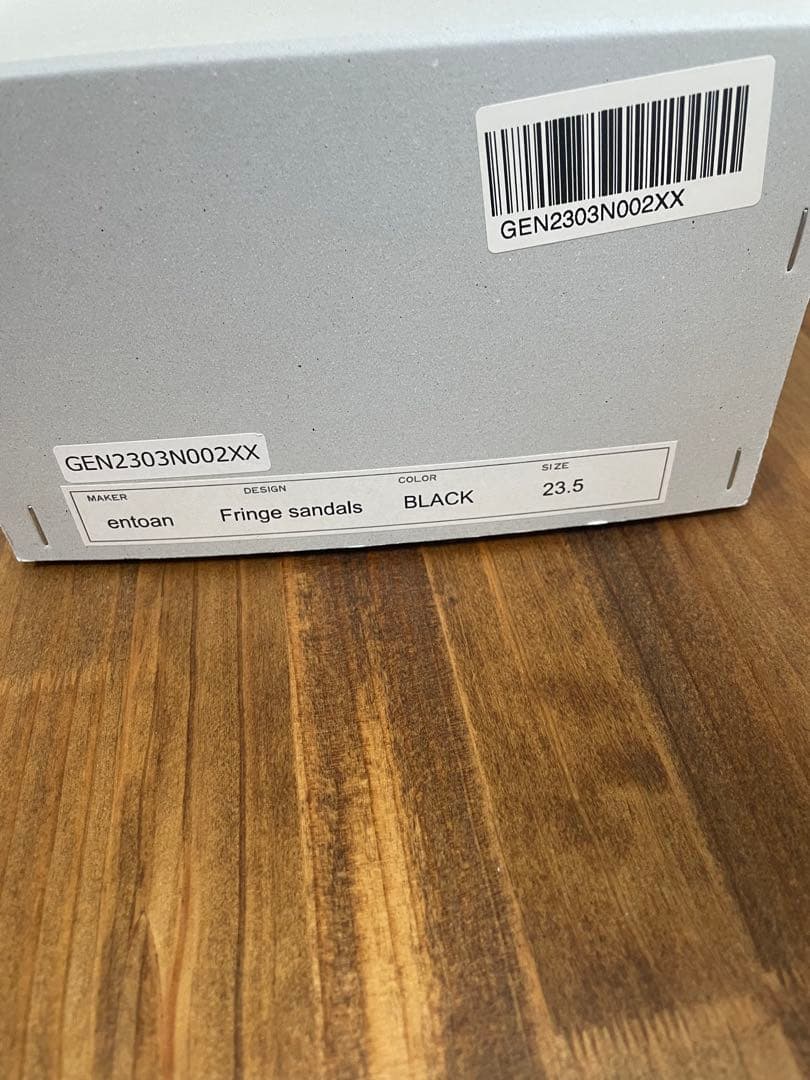 GEN2303N002XX
GEN2303N002XX
MAKER DESIGN COLOR SIZE
entoan Fringe sandals BLACK 23.5